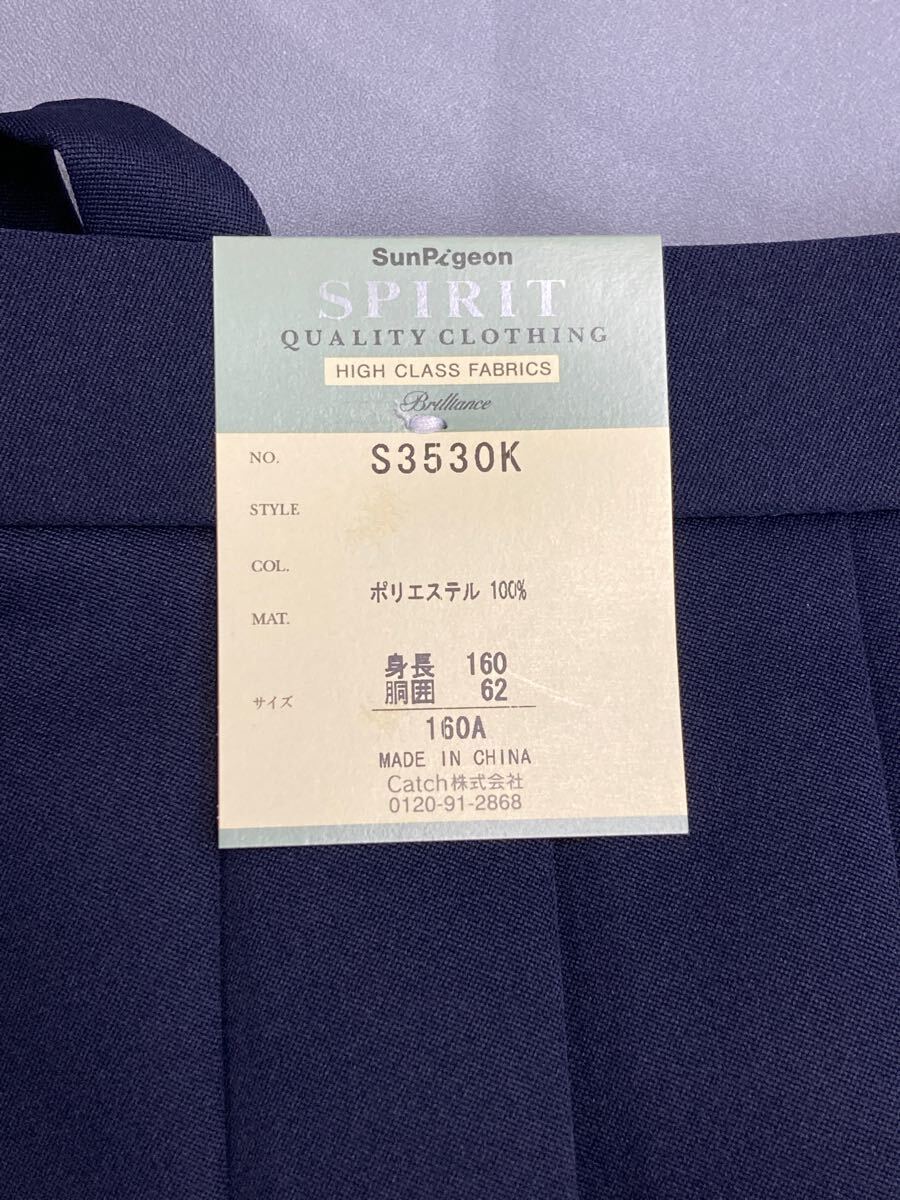 SunPigeon
SPIRIT
QUALITY CLOTHING
HIGH CLASS FABRICS
Brilliance
NO. S3530K
STYLE
COL.
ポリエステル 100%
MAT.
身長 160
サイズ 胴囲 62
160A
MADE IN CHINA
Catch株式会社
0120-91-2868